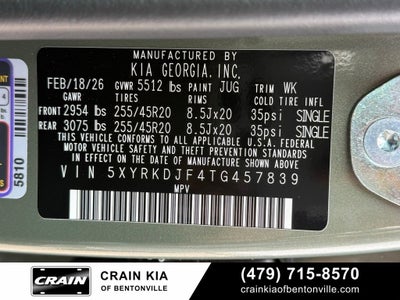 MFD BY
KIA GEORGIA, INC.
FEB/18/26 GVWR 5512 lbs PAINT JUG TRIM WK
GAWR TIRES RIMS COLD TIRE INFL
FRONT 2954 lbs 255/45R20 8.5Jx20 35psi SINGLE
REAR 3075 lbs 255/45R20 8.5Jx20 35psi SINGLE
THIS VEHICLE CONFORMS TO ALL APPLICABLE U.S.A. FEDERAL
MOTOR VEHICLE SAFETY AND THEFT PREVENTION STANDARDS
IN EFFECT ON THE DATE OF MANUFACTURE SHOWN ABOVE.
VIN 5XYRKDJF4TG457839
MPV
5810
4
CRAIN
CRAIN KIA
OF BENTONVILLE
(479) 715-8570
crainkiaofbentonville.com